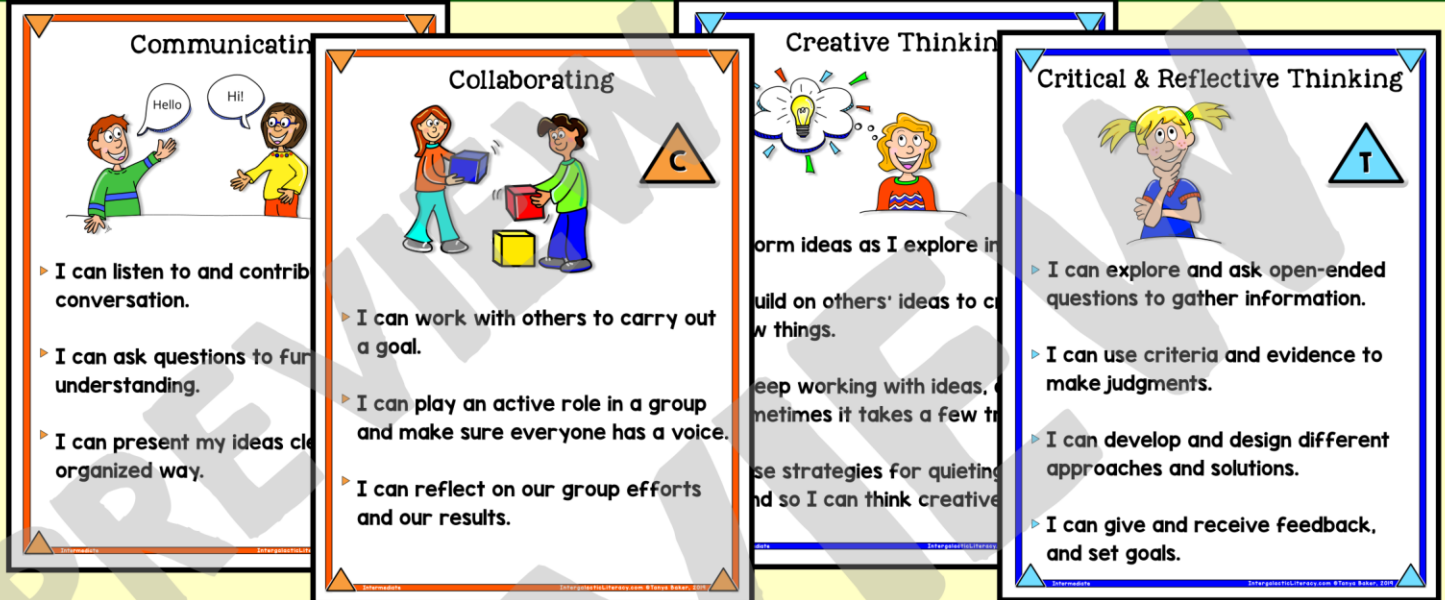 Communicatin
Hello
Hi!
I can listen to and contrib
conversation.
I can ask questions to fur
understanding.
I can present my ideas cle
organized way.
Intermediate
IntergalacticLite
Collaborating
C
I can work with others to carry out
a goal.
I can play an active role in a group
and make sure everyone has a voice.
I can reflect on our group efforts
and our results.
Intermediate
IntergalacticLiteracy.com ©Tanya Baker, 2019
Creative Thinkin
orm ideas as I explore in
uild on others' ideas to cr
w things.
eep working with ideas,
metimes it takes a few tr
se strategies for quieting
nd so I can think creative
IntergalacticLiteracy
Critical & Reflective Thinking
T
I can explore and ask open-ended
questions to gather information.
I can use criteria and evidence to
make judgments.
I can develop and design different
approaches and solutions.
I can give and receive feedback,
and set goals.
Intermediate
IntergalacticLiteracy.com ©Tanya Baker, 2019
PREVIEW